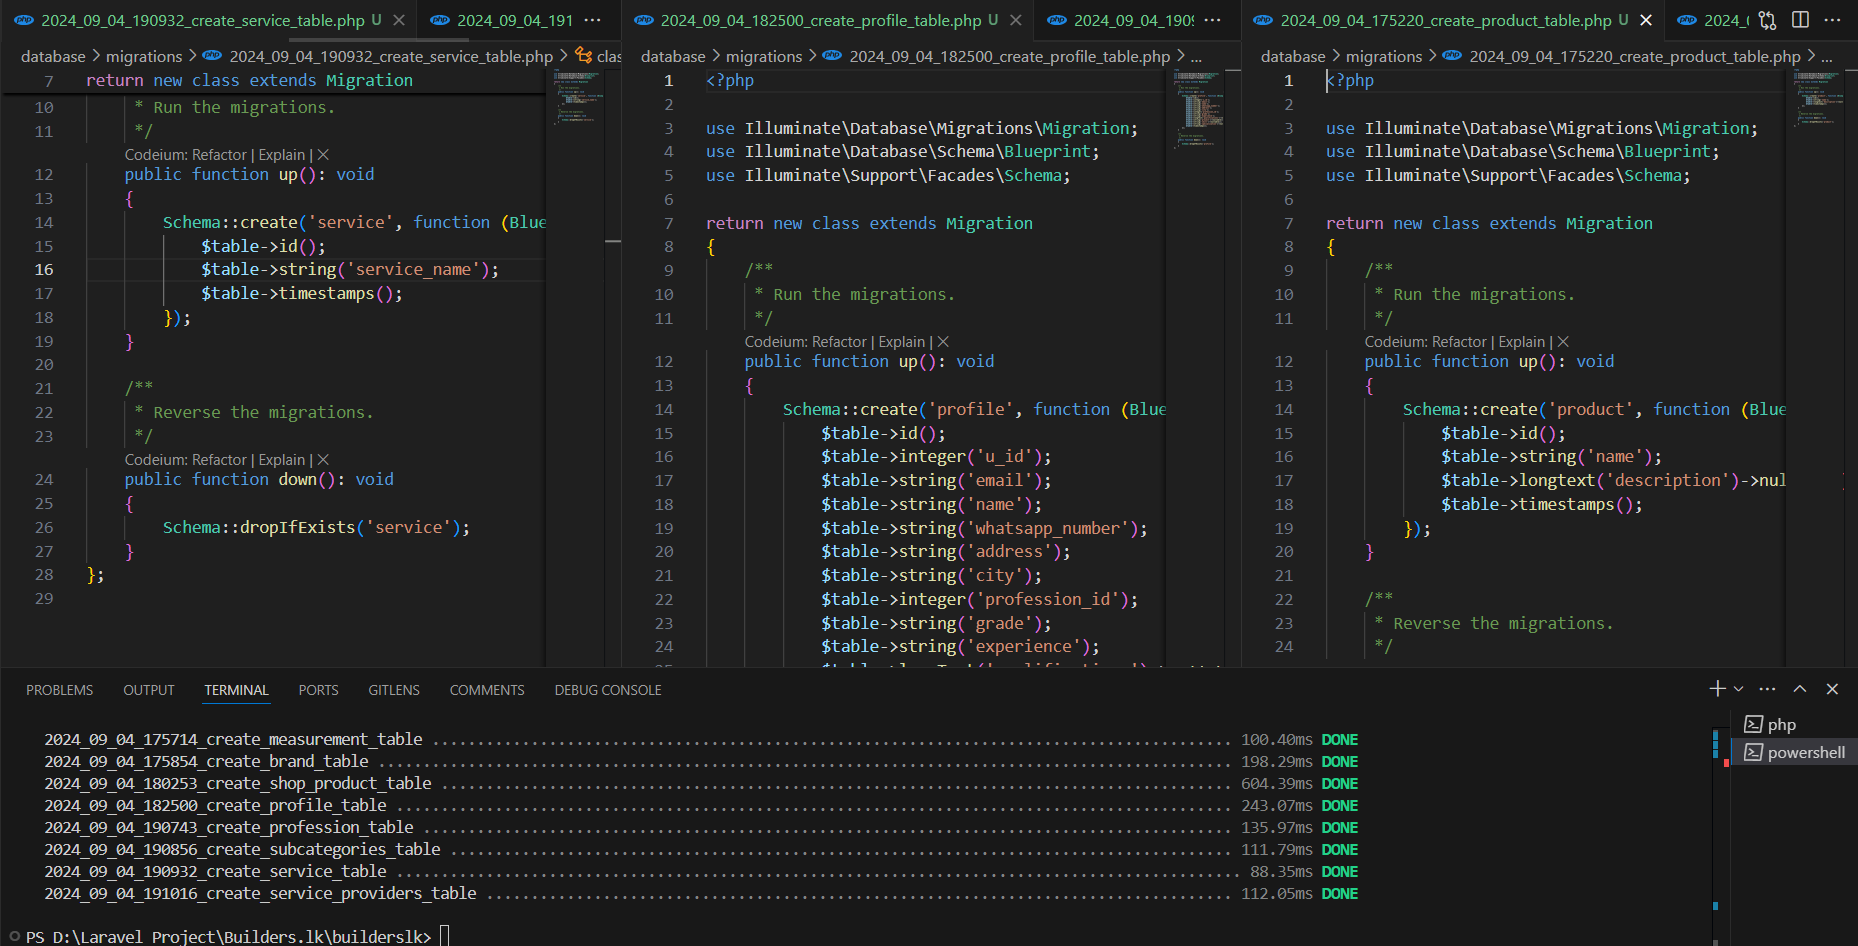 2024_09_04_190932_create_service_table.php U
2024_09_04_191
database > migrations > 2024_09_04_190932_create_service_table.php > clas
7 return new class extends Migration
10 * Run the migrations.
11 */
Codeium: Refactor | Explain | X
12 public function up(): void
13 {
14 Schema::create('service', function (Blue
15 $table->id();
16 $table->string('service_name');
17 $table->timestamps();
18 });
19 }
20
21 /**
22 * Reverse the migrations.
23 */
Codeium: Refactor | Explain | X
24 public function down(): void
25 {
26 Schema::dropIfExists('service');
27 }
28 };
29
2024_09_04_182500_create_profile_table.php U
2024_09_04_190
database > migrations > 2024_09_04_182500_create_profile_table.php > ...
1 <?php
2
3 use Illuminate\Database\Migrations\Migration;
4 use Illuminate\Database\Schema\Blueprint;
5 use Illuminate\Support\Facades\Schema;
6
7 return new class extends Migration
8 {
9 /**
10 * Run the migrations.
11 */
Codeium: Refactor | Explain | X
12 public function up(): void
13 {
14 Schema::create('profile', function (Blue
15 $table->id();
16 $table->integer('u_id');
17 $table->string('email');
18 $table->string('name');
19 $table->string('whatsapp_number');
20 $table->string('address');
21 $table->string('city');
22 $table->integer('profession_id');
23 $table->string('grade');
24 $table->string('experience');
2024_09_04_175220_create_product_table.php U
2024_
database > migrations > 2024_09_04_175220_create_product_table.php > ...
1 <?php
2
3 use Illuminate\Database\Migrations\Migration;
4 use Illuminate\Database\Schema\Blueprint;
5 use Illuminate\Support\Facades\Schema;
6
7 return new class extends Migration
8 {
9 /**
10 * Run the migrations.
11 */
Codeium: Refactor | Explain | X
12 public function up(): void
13 {
14 Schema::create('product', function (Blue
15 $table->id();
16 $table->string('name');
17 $table->longtext('description')->nul
18 $table->timestamps();
19 });
20 }
21
22 /**
23 * Reverse the migrations.
24 */
PROBLEMS OUTPUT TERMINAL PORTS GITLENS COMMENTS DEBUG CONSOLE
2024_09_04_175714_create_measurement_table ........ 100.40ms DONE
2024_09_04_175854_create_brand_table ........ 198.29ms DONE
2024_09_04_180253_create_shop_product_table ........ 604.39ms DONE
2024_09_04_182500_create_profile_table ........ 243.07ms DONE
2024_09_04_190743_create_profession_table ........ 135.97ms DONE
2024_09_04_190856_create_subcategories_table ........ 111.79ms DONE
2024_09_04_190932_create_service_table ........ 88.35ms DONE
2024_09_04_191016_create_service_providers_table ........ 112.05ms DONE
PS D:\Laravel Project\Builders.lk\builderslk>
php
powershell